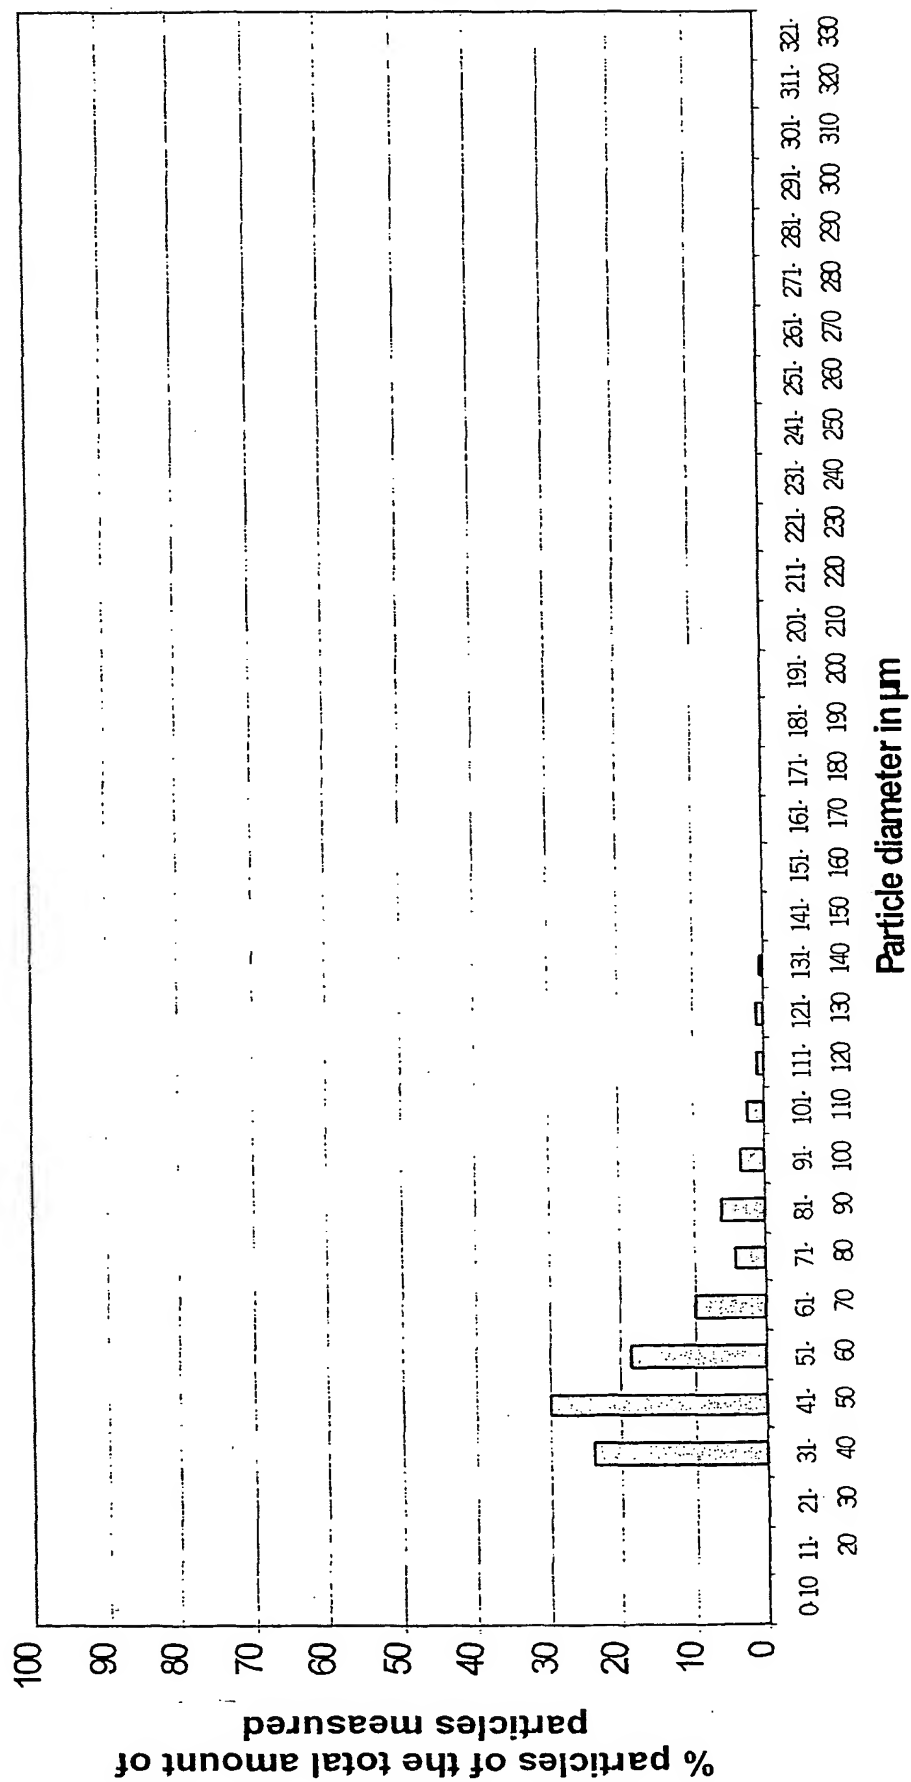 % particles of the total amount of
particles measured
100
90
80
70
60
50
40
30
20
10
0
0-10 11- 21- 31- 41- 51- 61- 71- 81- 91- 101- 111- 121- 131- 141- 151- 161- 171- 181- 191- 201- 211- 221- 231- 241- 251- 261- 271- 281- 291- 301- 311- 321-
20 30 40 50 60 70 80 90 100 110 120 130 140 150 160 170 180 190 200 210 220 230 240 250 260 270 280 290 300 310 320 330
Particle diameter in µm